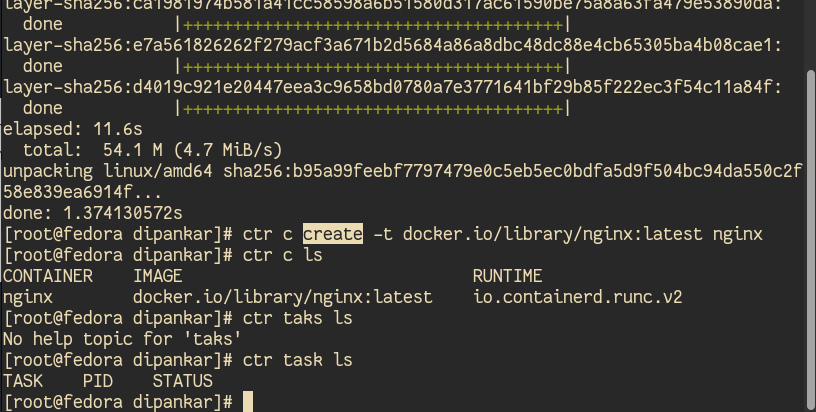 layer-sha256:ca1981974b581a41cc58598a6b51580d317ac61590be75a8a63fa479e53890da:
done |++++++++++++++++++++++++++++++++++++++|
layer-sha256:e7a561826262f279acf3a671b2d5684a86a8dbc48dc88e4cb65305ba4b08cae1:
done |++++++++++++++++++++++++++++++++++++++|
layer-sha256:d4019c921e20447eea3c9658bd0780a7e3771641bf29b85f222ec3f54c11a84f:
done |++++++++++++++++++++++++++++++++++++++|
elapsed: 11.6s
total: 54.1 M (4.7 MiB/s)
unpacking linux/amd64 sha256:b95a99feebf7797479e0c5eb5ec0bdfa5d9f504bc94da550c2f
58e839ea6914f...
done: 1.374130572s
[root@fedora dipankar]# ctr c create -t docker.io/library/nginx:latest nginx
[root@fedora dipankar]# ctr c ls
CONTAINER IMAGE RUNTIME
nginx docker.io/library/nginx:latest io.containerd.runc.v2
[root@fedora dipankar]# ctr taks ls
No help topic for 'taks'
[root@fedora dipankar]# ctr task ls
TASK PID STATUS
[root@fedora dipankar]#